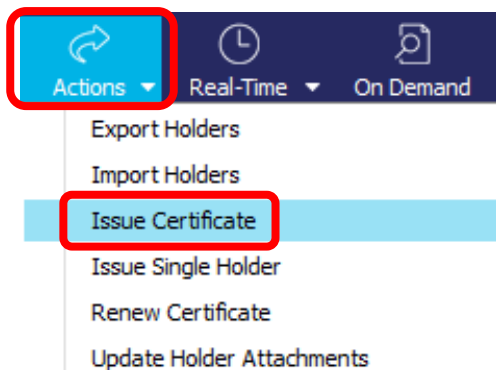 Actions Real-Time On Demand
Export Holders
Import Holders
Issue Certificate
Issue Single Holder
Renew Certificate
Update Holder Attachments